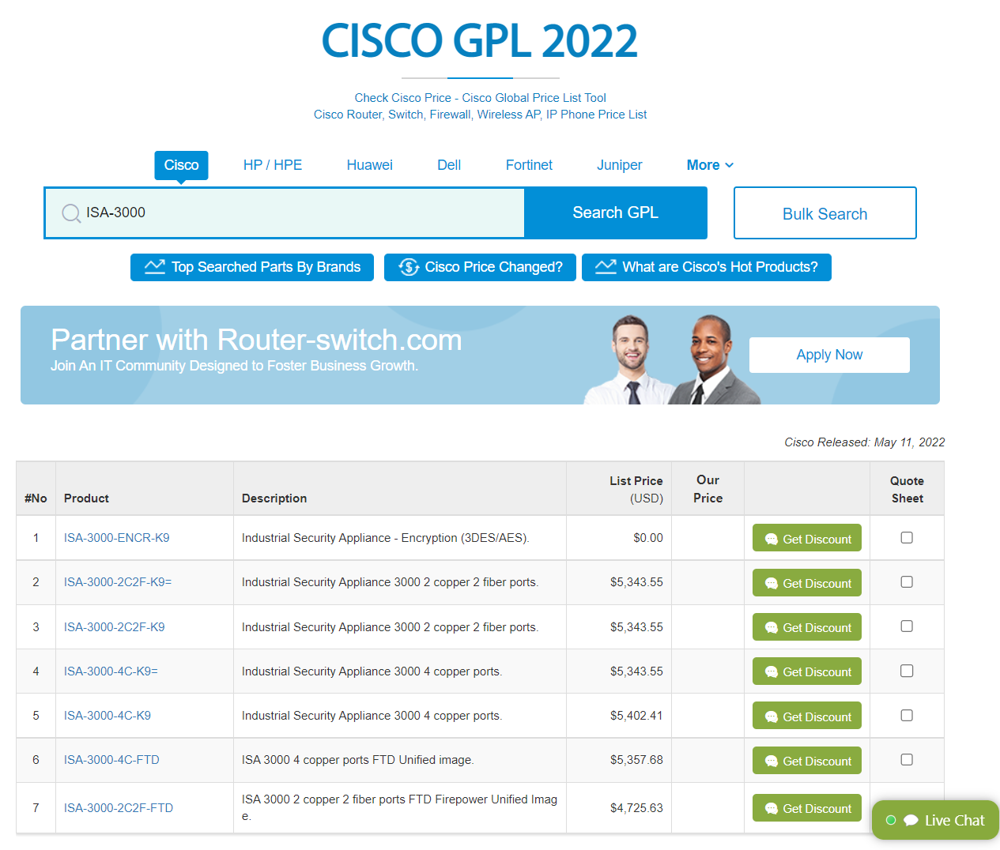 CISCO GPL 2022
Check Cisco Price - Cisco Global Price List Tool
Cisco Router, Switch, Firewall, Wireless AP, IP Phone Price List
Cisco HP / HPE Huawei Dell Fortinet Juniper More
ISA-3000 Search GPL Bulk Search
Top Searched Parts By Brands Cisco Price Changed? What are Cisco's Hot Products?
Partner with Router-switch.com
Join An IT Community Designed to Foster Business Growth.
Apply Now
Cisco Released: May 11, 2022
#No Product Description List Price (USD) Our Price Quote Sheet
1 ISA-3000-ENCR-K9 Industrial Security Appliance - Encryption (3DES/AES). $0.00 Get Discount
2 ISA-3000-2C2F-K9= Industrial Security Appliance 3000 2 copper 2 fiber ports. $5,343.55 Get Discount
3 ISA-3000-2C2F-K9 Industrial Security Appliance 3000 2 copper 2 fiber ports. $5,343.55 Get Discount
4 ISA-3000-4C-K9= Industrial Security Appliance 3000 4 copper ports. $5,343.55 Get Discount
5 ISA-3000-4C-K9 Industrial Security Appliance 3000 4 copper ports. $5,402.41 Get Discount
6 ISA-3000-4C-FTD ISA 3000 4 copper ports FTD Unified image. $5,357.68 Get Discount
7 ISA-3000-2C2F-FTD ISA 3000 2 copper 2 fiber ports FTD Firepower Unified Imag
e. $4,725.63 Get Discount
Live Chat